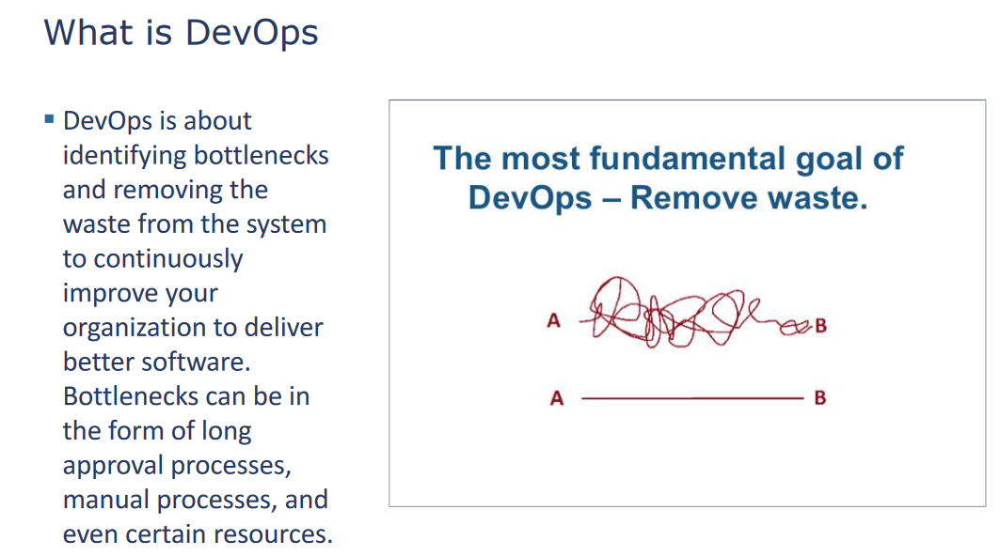 What is DevOps
▪ DevOps is about
identifying bottlenecks
and removing the
waste from the system
to continuously
improve your
organization to deliver
better software.
Bottlenecks can be in
the form of long
approval processes,
manual processes, and
even certain resources.
The most fundamental goal of
DevOps – Remove waste.
A B
A B